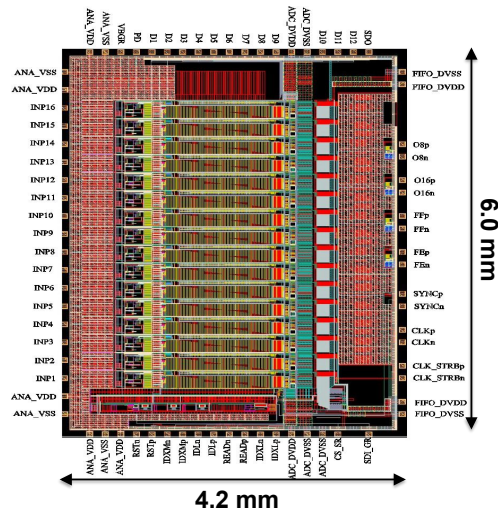 ANA_VDD
ANA_VSS
VBGR
PD
D1
D2
D3
D4
D5
D6
D7
D8
D9
ADC_DVDD
ADC_DVSS
D10
D11
D12
SDO
ANA_VSS
ANA_VDD
INP16
INP15
INP14
INP13
INP12
INP11
INP10
INP9
INP8
INP7
INP6
INP5
INP4
INP3
INP2
INP1
ANA_VDD
ANA_VSS
FIFO_DVSS
FIFO_DVDD
O8p
O8n
O16p
O16n
FFp
FFn
FEp
FEn
SYNCp
SYNCn
CLKp
CLKn
CLK_STRBp
CLK_STRBn
FIFO_DVDD
FIFO_DVSS
6.0 mm
ANA_VDD
ANA_VSS
ANA_VDD
RSTn
RSTp
IDXMn
IDXMp
IDLn
IDLp
READn
READp
IDXLn
IDXLp
ADC_DVDD
ADC_DVSS
ADC_DVSS
CS_SR
SDI_GR
4.2 mm